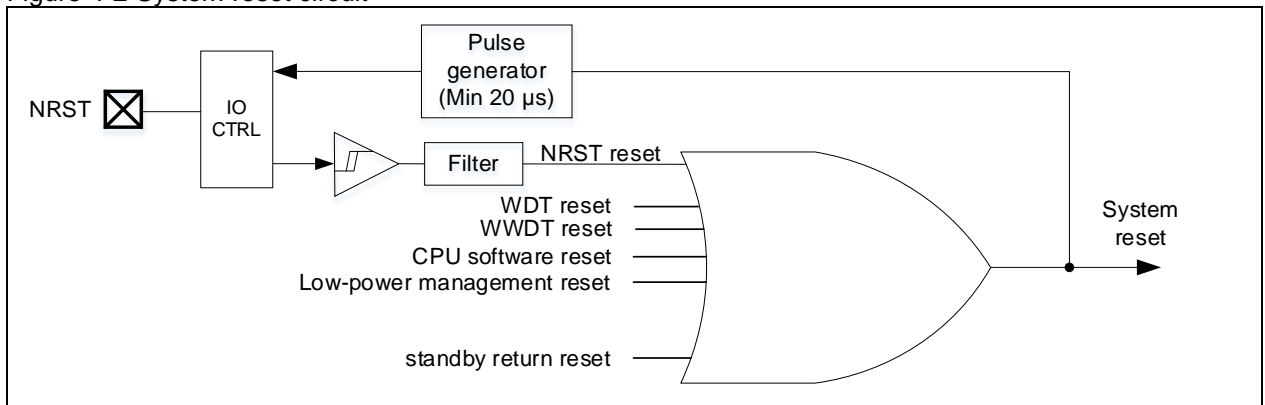 Figure 4-2 System reset circuit
Pulse
generator
(Min 20 µs)
NRST
IO
CTRL
Filter
NRST reset
WDT reset
WWDT reset
CPU software reset
Low-power management reset
standby return reset
System
reset